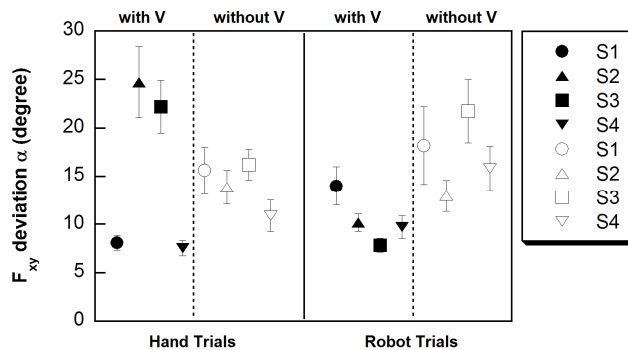 with V without V with V without V
30
25
20
15
10
5
0
F xy deviation α (degree)
Hand Trials Robot Trials
S1
S2
S3
S4
S1
S2
S3
S4